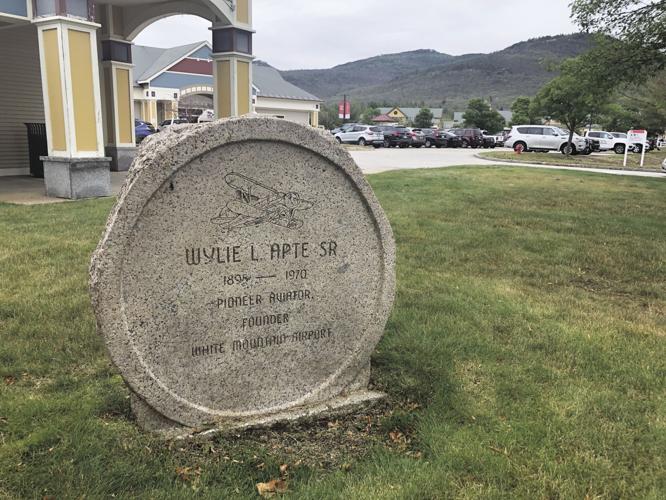 WYLIE L. APTE SR
1895 — 1970
PIONEER AVIATOR,
FOUNDER
WHITE MOUNTAIN AIRPORT